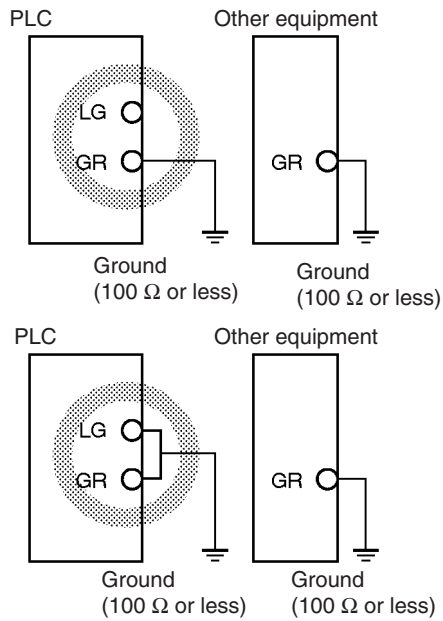 PLC
Other equipment
LG
GR
GR
Ground
(100 Ω or less)
Ground
(100 Ω or less)
PLC
Other equipment
LG
GR
GR
Ground
(100 Ω or less)
Ground
(100 Ω or less)